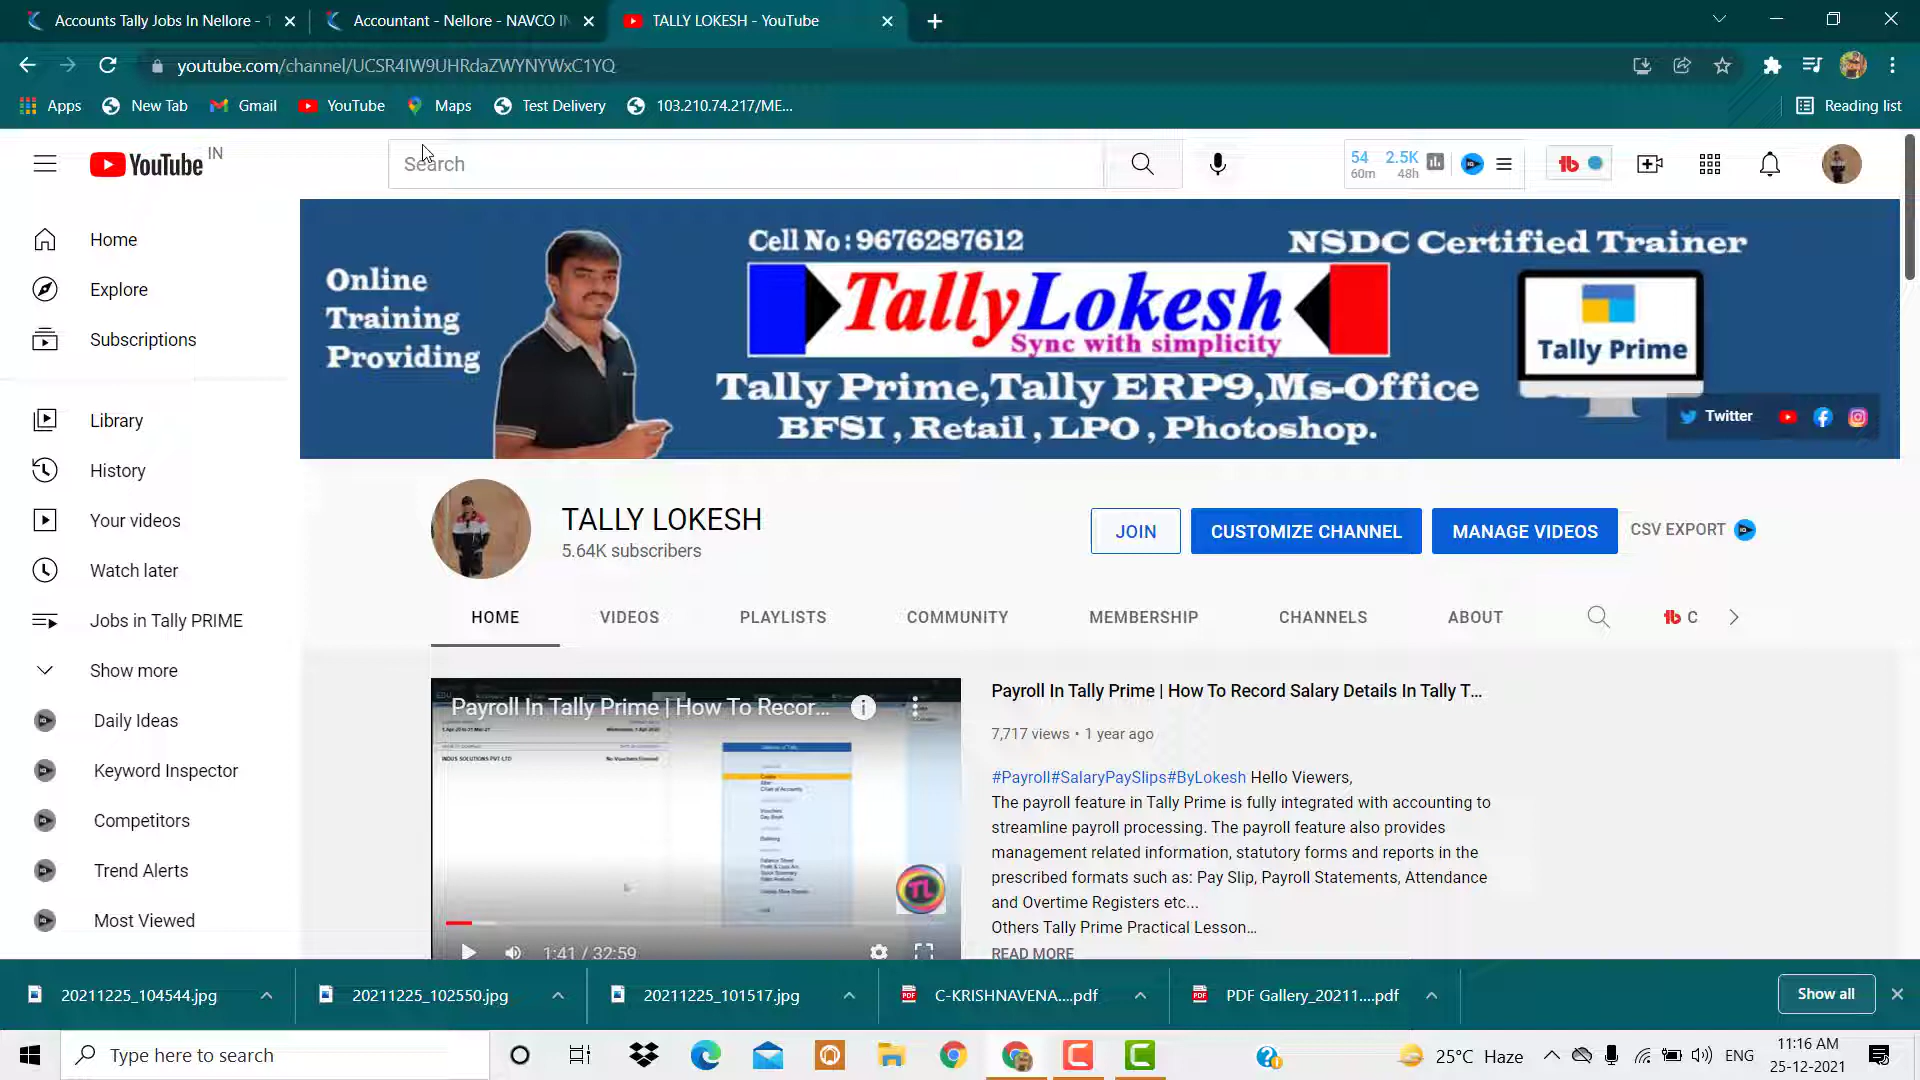 Accounts Tally Jobs In Nellore -
Accountant - Nellore - NAVCO
TALLY LOKESH - YouTube
youtube.com/channel/UCSR4IW9UHRdaZWYNYWxC1YQ
Apps
New Tab
Gmail
YouTube
Maps
Test Delivery
103.210.74.217/ME...
Reading list
YouTube IN
Search
54
60m
2.5K
48h
Home
Explore
Subscriptions
Library
History
Your videos
Watch later
Jobs in Tally PRIME
Show more
Daily Ideas
Keyword Inspector
Competitors
Trend Alerts
Most Viewed
Cell No : 9676287612
NSDC Certified Trainer
Online
Training
Providing
TallyLokesh
Sync with simplicity
Tally Prime
Tally Prime,Tally ERP9,Ms-Office
BFSI , Retail , LPO , Photoshop.
Twitter
TALLY LOKESH
5.64K subscribers
JOIN
CUSTOMIZE CHANNEL
MANAGE VIDEOS
CSV EXPORT
HOME
VIDEOS
PLAYLISTS
COMMUNITY
MEMBERSHIP
CHANNELS
ABOUT
C
Payroll In Tally Prime | How To Recor...
INDUS SOLUTIONS PVT LTD
TL
1:41 / 32:59
Payroll In Tally Prime | How To Record Salary Details In Tally T...
7,717 views • 1 year ago
#Payroll#SalaryPaySlips#ByLokesh Hello Viewers,
The payroll feature in Tally Prime is fully integrated with accounting to
streamline payroll processing. The payroll feature also provides
management related information, statutory forms and reports in the
prescribed formats such as: Pay Slip, Payroll Statements, Attendance
and Overtime Registers etc...
Others Tally Prime Practical Lesson...
READ MORE
20211225_104544.jpg
20211225_102550.jpg
20211225_101517.jpg
C-KRISHNAVENA....pdf
PDF Gallery_20211....pdf
Show all
Type here to search
25°C Haze
ENG
11:16 AM
25-12-2021